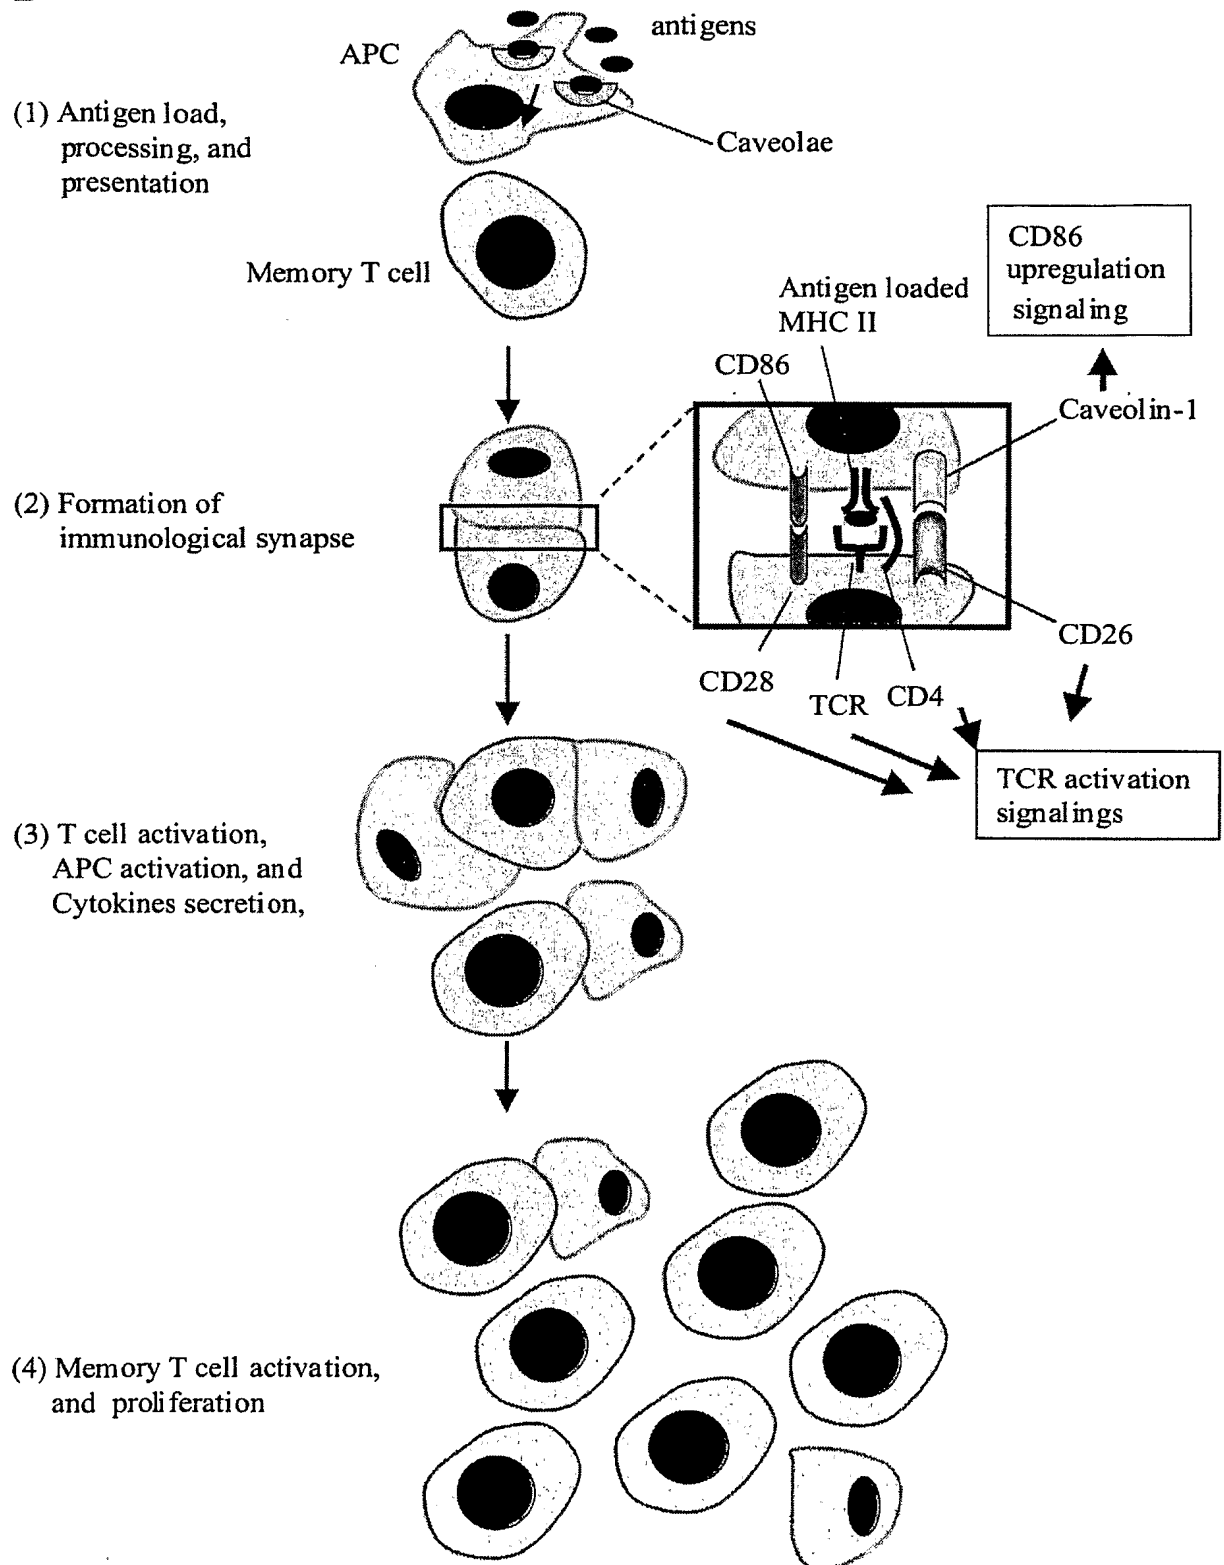 antigens
APC
(1) Antigen load,
processing, and
presentation
Caveolae
Memory T cell
CD86
upregulation
signaling
Antigen loaded
MHC II
CD86
Caveolin-1
(2) Formation of
immunological synapse
CD26
CD28
TCR
CD4
TCR activation
signalings
(3) T cell activation,
APC activation, and
Cytokines secretion,
(4) Memory T cell activation,
and proliferation